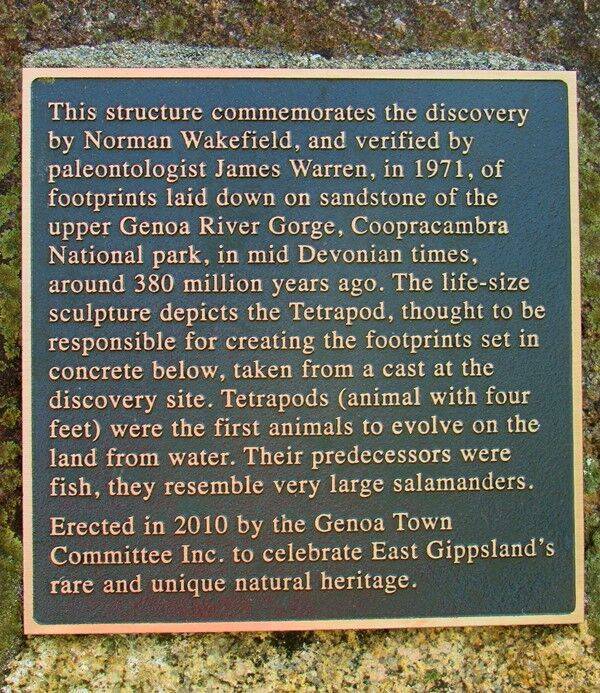 This structure commemorates the discovery
by Norman Wakefield, and verified by
paleontologist James Warren, in 1971, of
footprints laid down on sandstone of the
upper Genoa River Gorge, Coopracambra
National park, in mid Devonian times,
around 380 million years ago. The life-size
sculpture depicts the Tetrapod, thought to be
responsible for creating the footprints set in
concrete below, taken from a cast at the
discovery site. Tetrapods (animal with four
feet) were the first animals to evolve on the
land from water. Their predecessors were
fish, they resemble very large salamanders.
Erected in 2010 by the Genoa Town
Committee Inc. to celebrate East Gippsland's
rare and unique natural heritage.